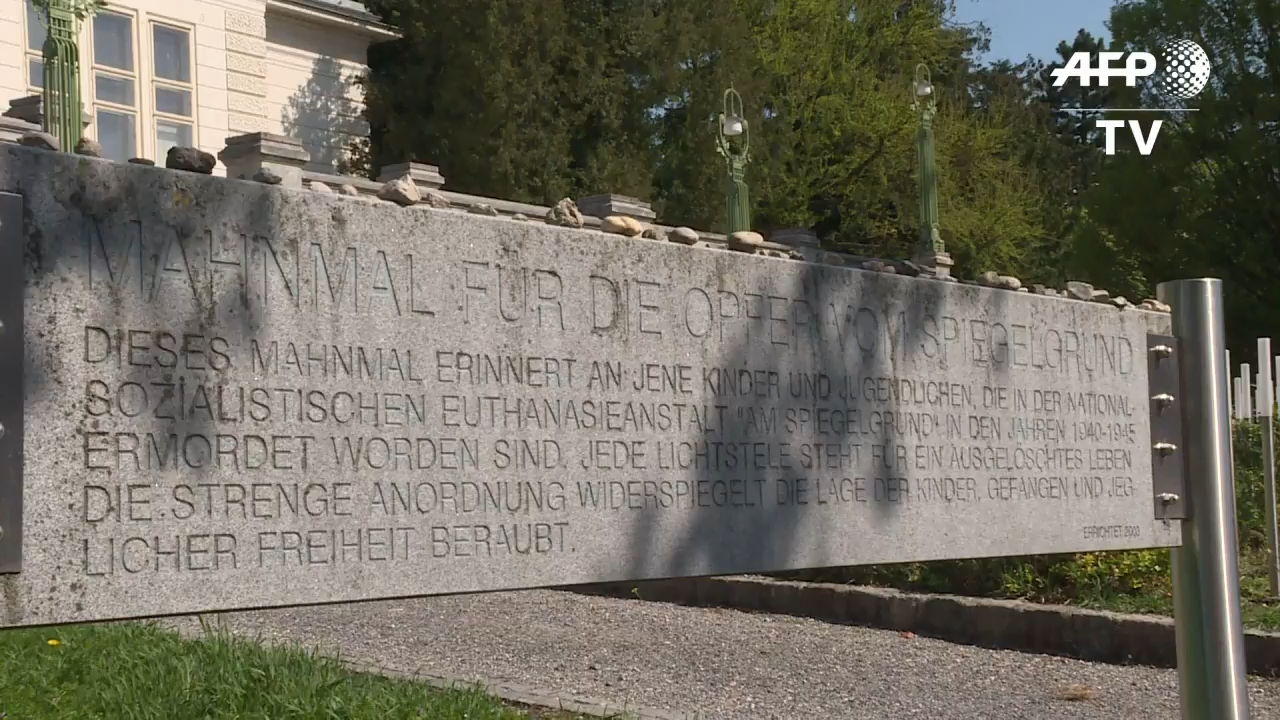 AFP
TV
MAHNMAL FÜR DIE OPFER VOM SPIEGELGRUND
DIESES MAHNMAL ERINNERT AN JENE KINDER UND JUGENDLICHEN, DIE IN DER NATIONAL-
SOZIALISTISCHEN EUTHANASIEANSTALT "AM SPIEGELGRUND" IN DEN JAHREN 1940-1945
ERMORDET WORDEN SIND. JEDE LICHTSTELE STEHT FÜR EIN AUSGELÖSCHTES LEBEN
DIE STRENGE ANORDNUNG WIDERSPIEGELT DIE LAGE DER KINDER, GEFANGEN UND JEG-
LICHER FREIHEIT BERAUBT.
ERRICHTET 2003